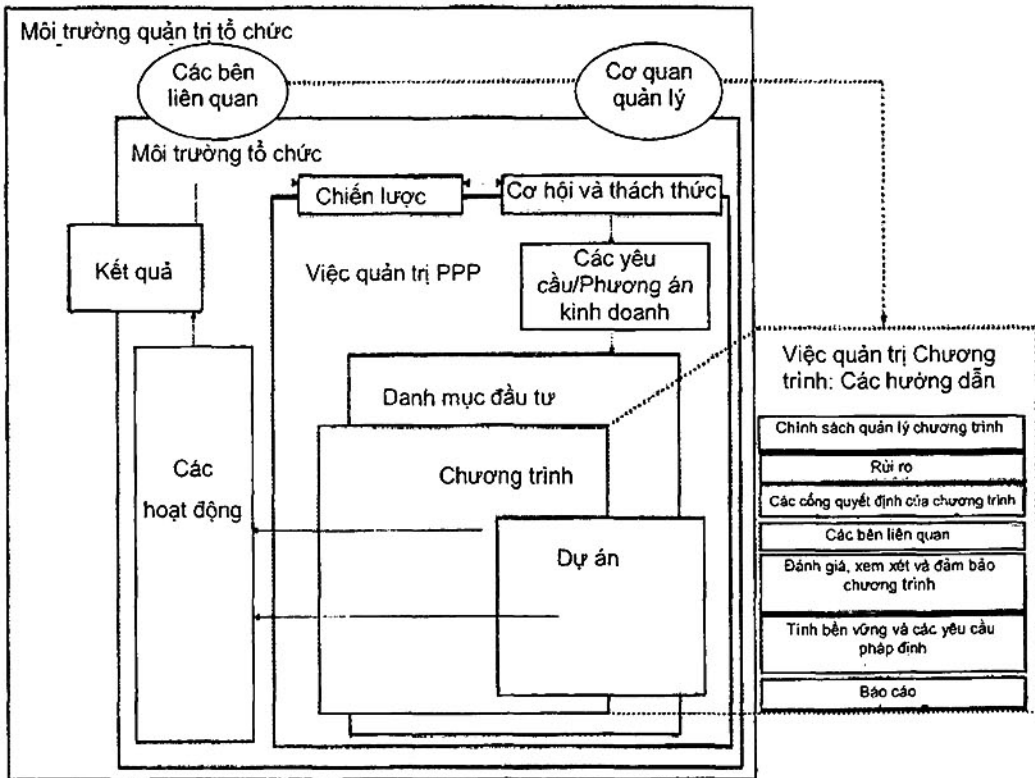 Môi trường quản trị tổ chức
Các bên
liên quan
Cơ quan
quản lý
Môi trường tổ chức
Chiến lược
Cơ hội và thách thức
Kết quả
Việc quản trị PPP
Các yêu
cầu/Phương án
kinh doanh
Danh mục đầu tư
Chương trình
Các
hoạt động
Dự án
Việc quản trị Chương
trình: Các hướng dẫn
Chính sách quản lý chương trình
Rủi ro
Các cổng quyết định của chương trình
Các bên liên quan
Đánh giá, xem xét và đảm bảo
chương trình
Tính bền vững và các yêu cầu
pháp định
Báo cáo